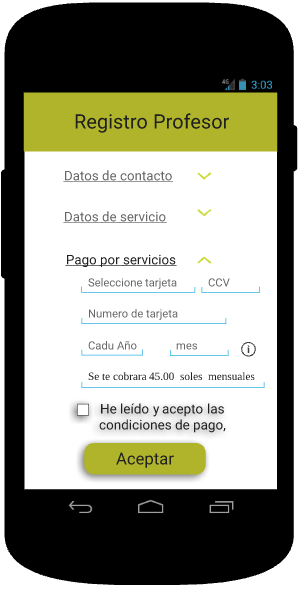 4G 3:03
Registro Profesor
Datos de contacto
Datos de servicio
Pago por servicios
Seleccione tarjeta CCV
Numero de tarjeta
Cadu Año mes
Se te cobrara 45.00 soles mensuales
He leído y acepto las
condiciones de pago,
Aceptar